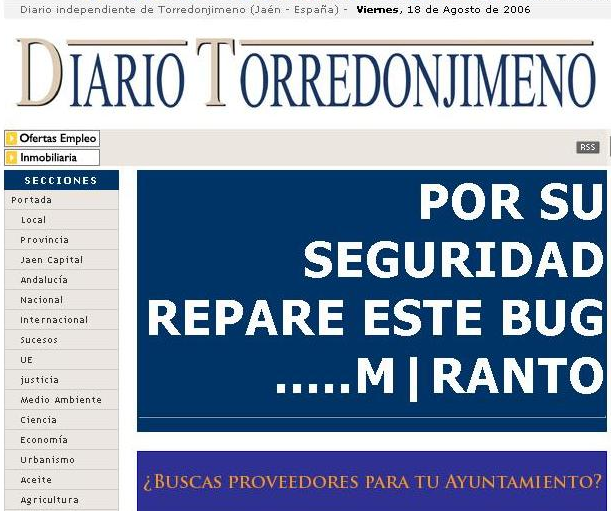 Diario independiente de Torredonjimeno (Jaén - España) - Viernes, 18 de Agosto de 2006
DIARIO TORREDONJIMENO
Ofertas Empleo
Inmobiliaria
RSS
SECCIONES
Portada
Local
Provincia
Jaen Capital
Andalucía
Nacional
Internacional
Sucesos
UE
justicia
Medio Ambiente
Ciencia
Economía
Urbanismo
Aceite
Agricultura
POR SU
SEGURIDAD
REPARE ESTE BUG
.....M|RANTO
¿BUSCAS PROVEEDORES PARA TU AYUNTAMIENTO?